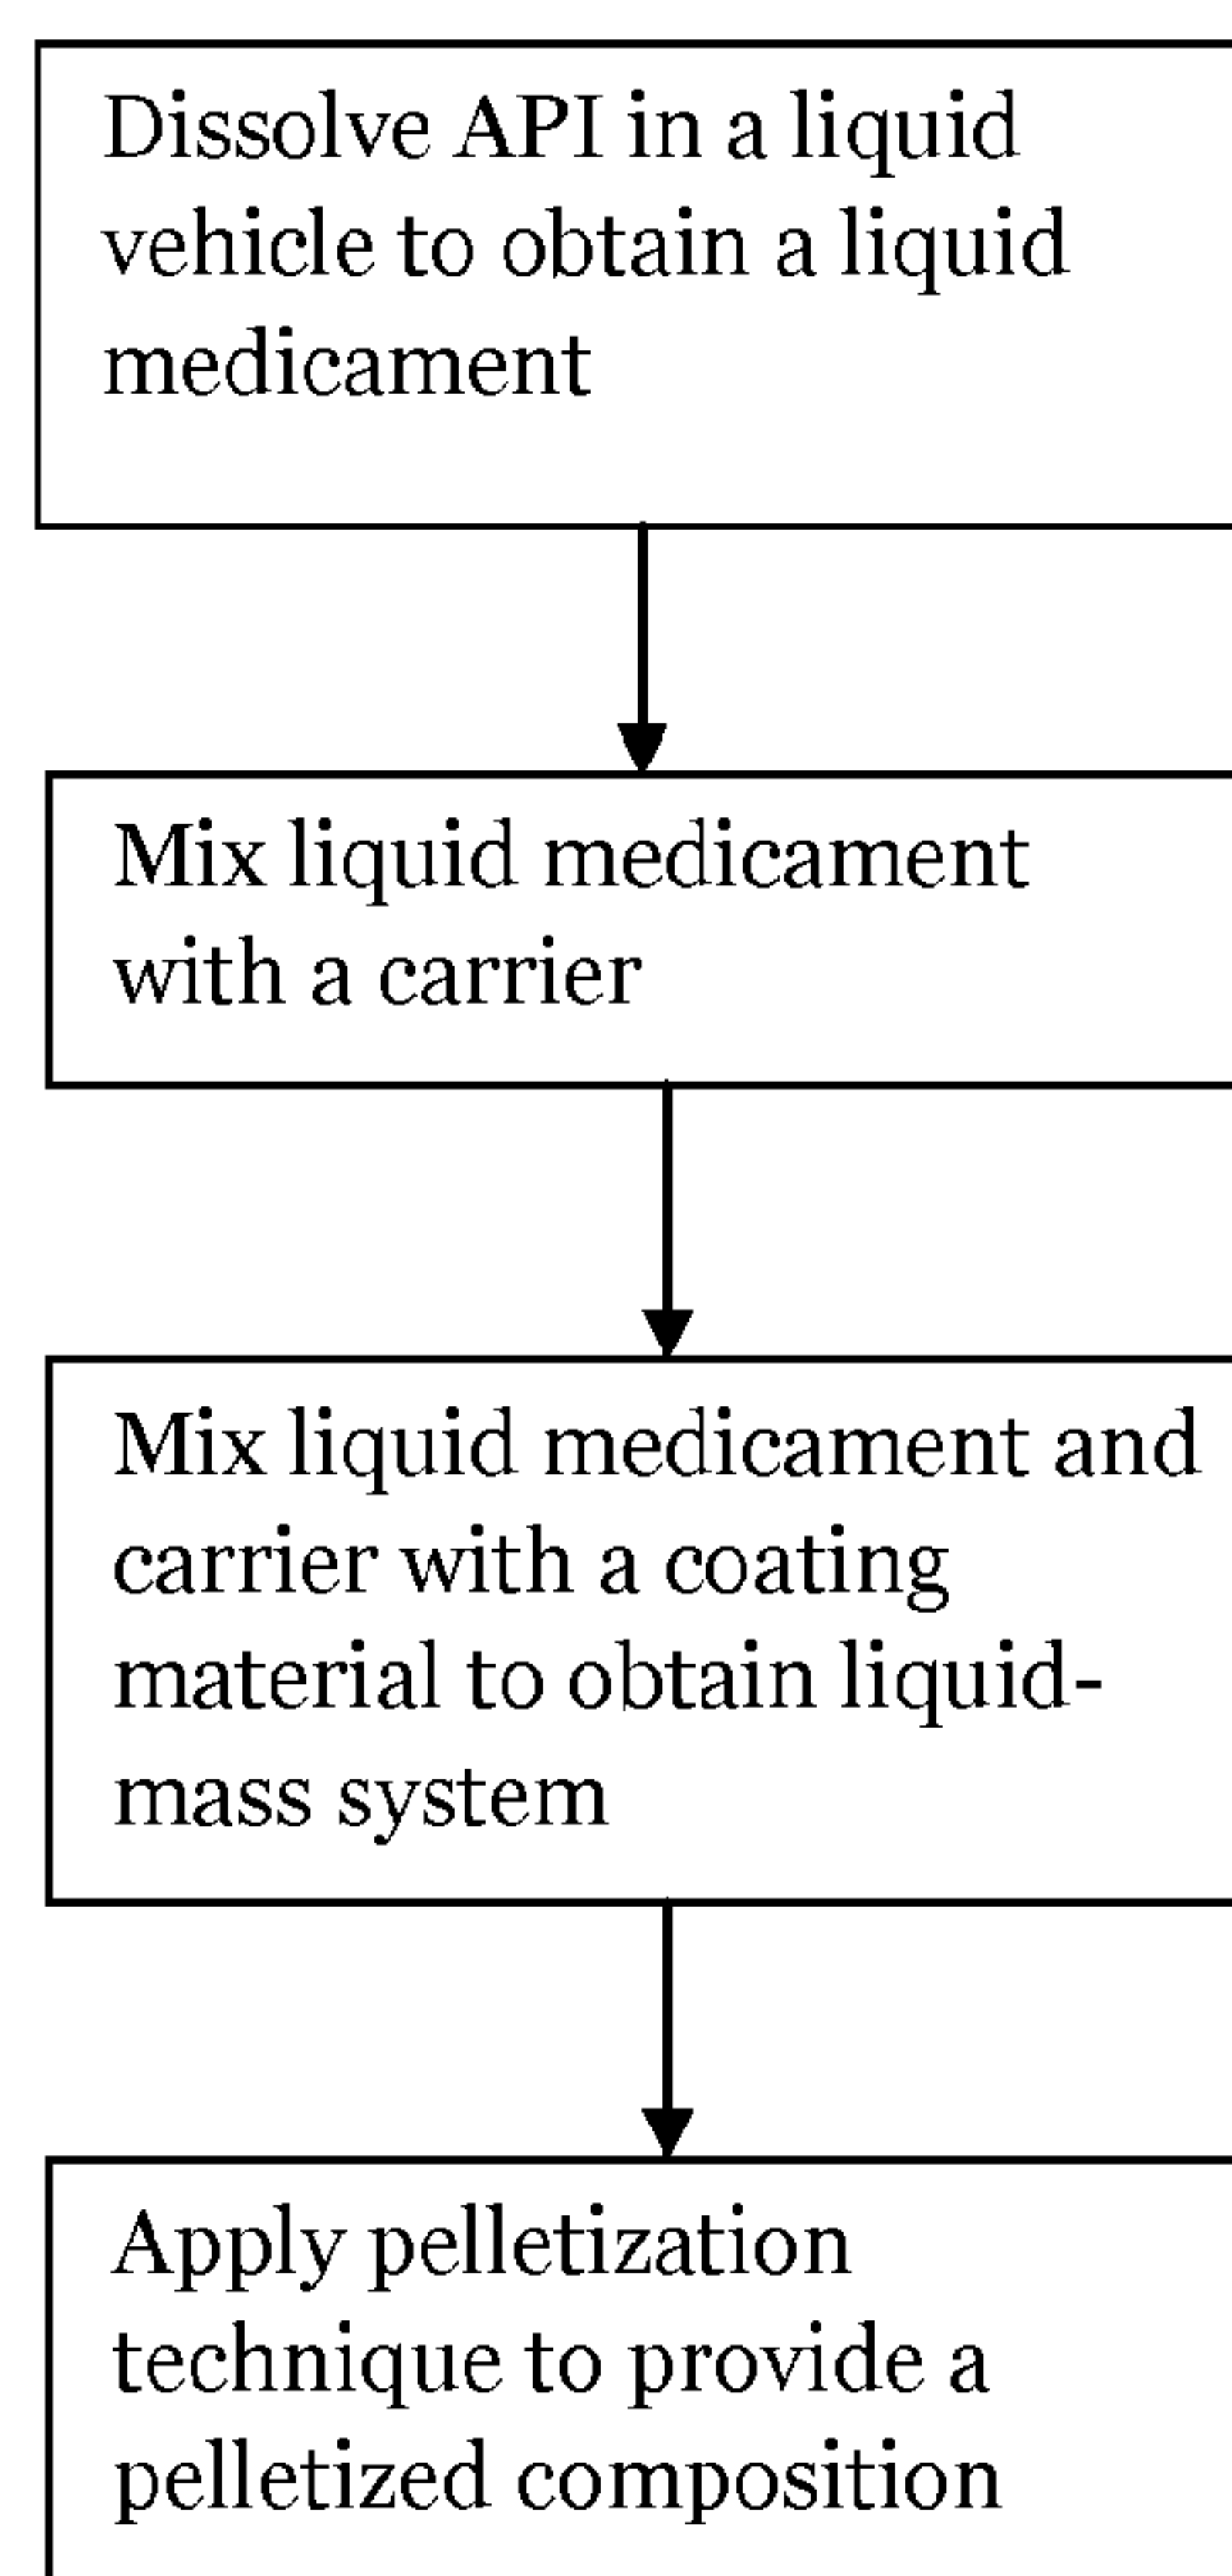 Dissolve API in a liquid
vehicle to obtain a liquid
medicament
Mix liquid medicament
with a carrier
Mix liquid medicament and
carrier with a coating
material to obtain liquid-
mass system
Apply pelletization
technique to provide a
pelletized composition